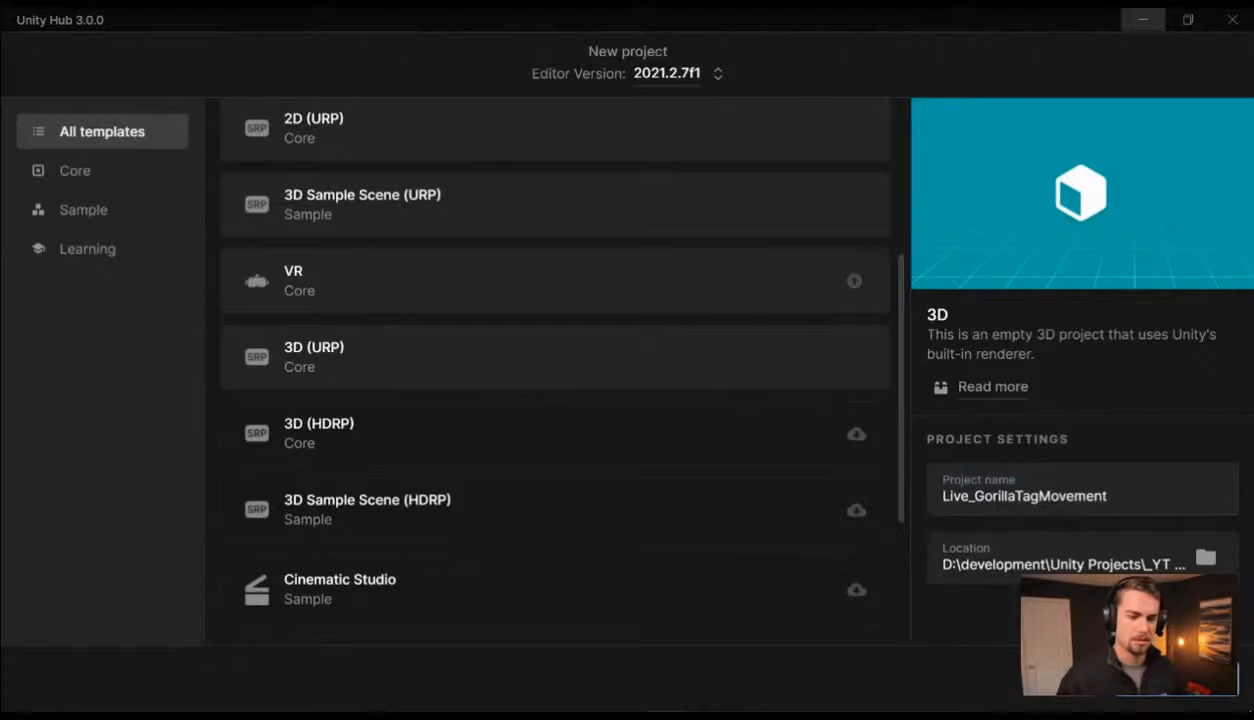 Unity Hub 3.0.0
New project
Editor Version: 2021.2.7f1
All templates
Core
Sample
Learning
SRP
2D (URP)
Core
SRP
3D Sample Scene (URP)
Sample
VR
Core
SRP
3D (URP)
Core
SRP
3D (HDRP)
Core
SRP
3D Sample Scene (HDRP)
Sample
Cinematic Studio
Sample
3D
This is an empty 3D project that uses Unity's
built-in renderer.
Read more
PROJECT SETTINGS
Project name
Live_GorillaTagMovement
Location
D:\development\Unity Projects\_YT ...